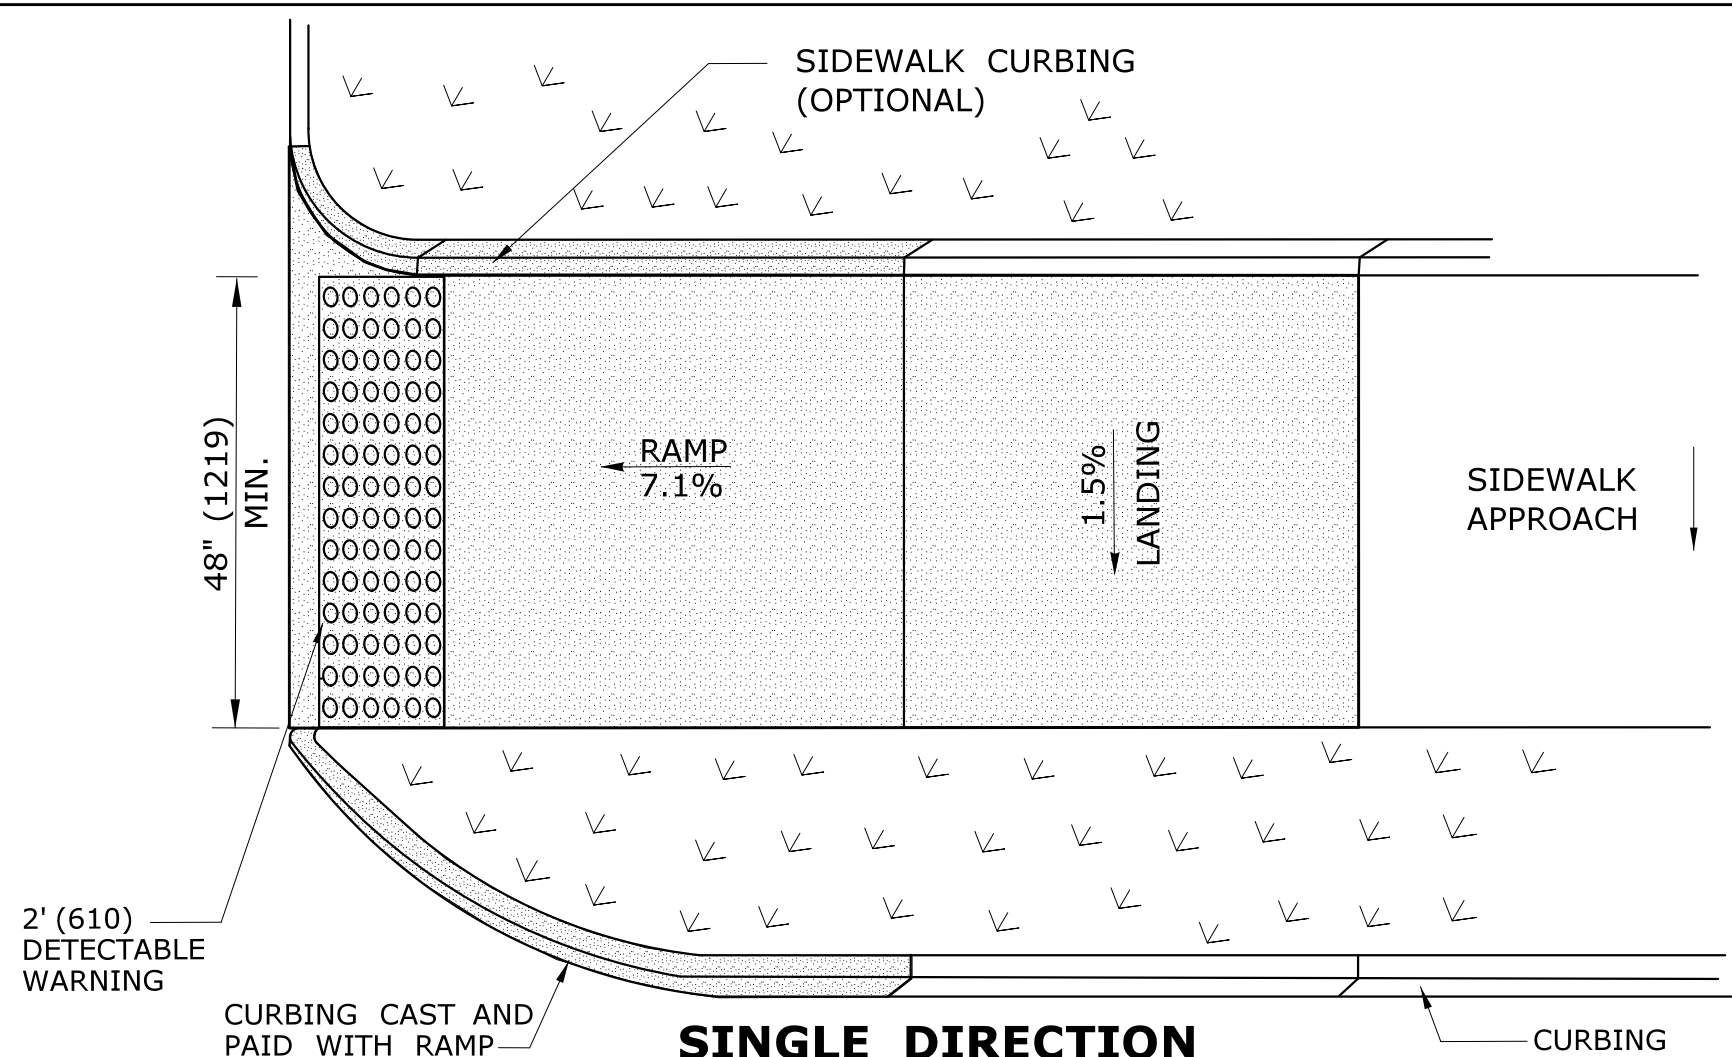 SIDEWALK CURBING
(OPTIONAL)
48" (1219)
MIN.
RAMP
7.1%
1.5%
LANDING
SIDEWALK
APPROACH
2' (610)
DETECTABLE
WARNING
CURBING CAST AND
PAID WITH RAMP
SINGLE DIRECTION
CURBING